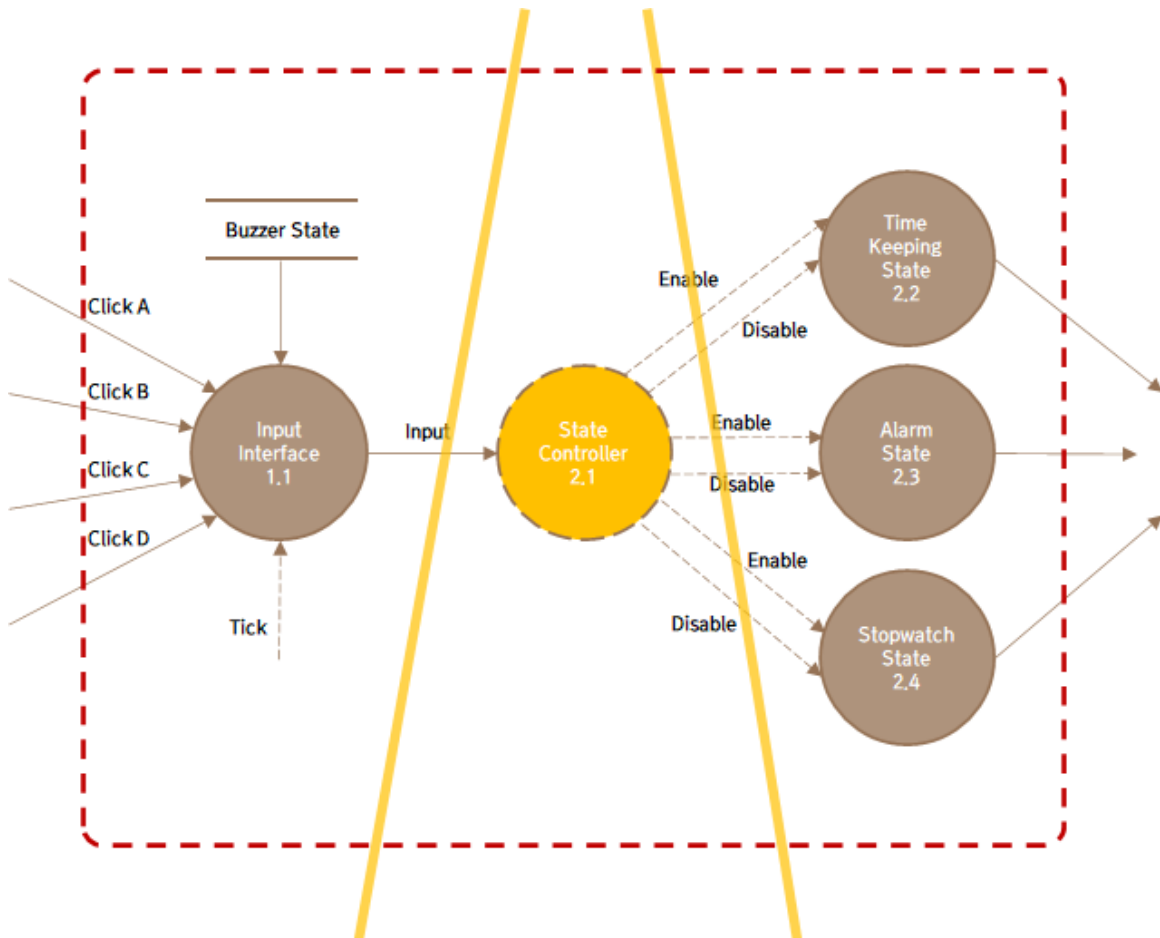 Buzzer State
Click A
Click B
Click C
Click D
Input
Interface
1.1
Tick
Input
State
Controller
2.1
Enable
Disable
Enable
Disable
Enable
Disable
Time
Keeping
State
2.2
Alarm
State
2.3
Stopwatch
State
2.4